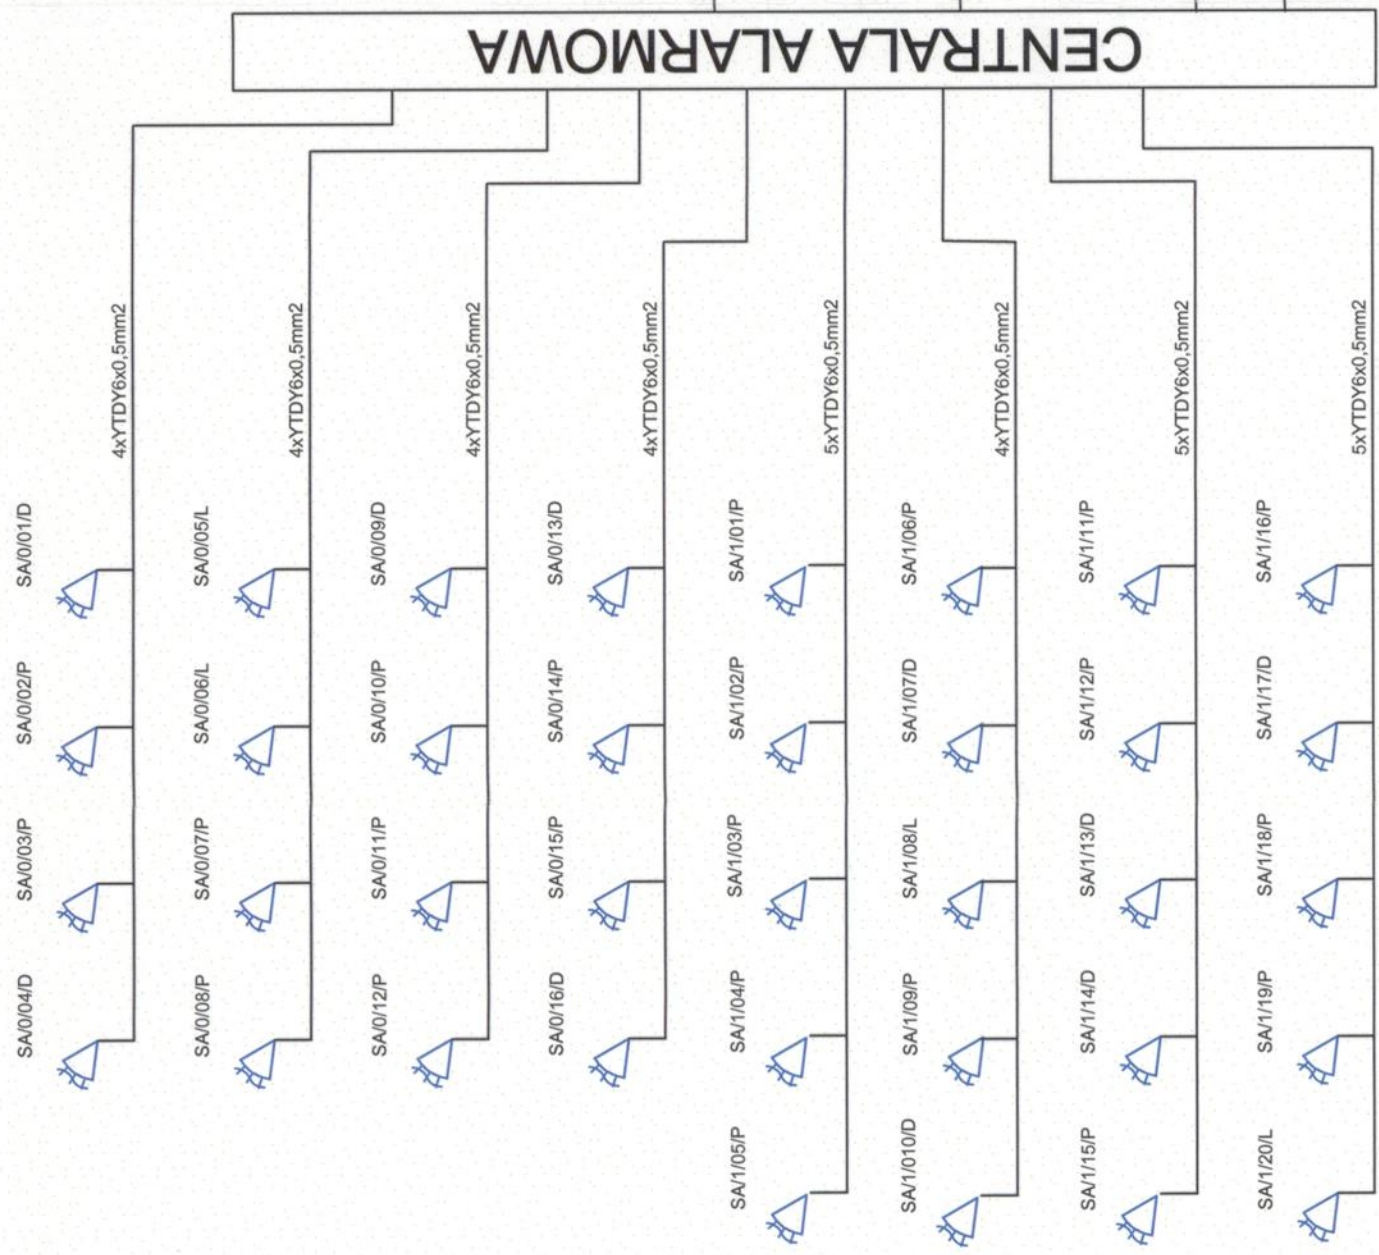 CENTRALA ALARMOWA
4xYTDY6x0,5mm2
4xYTDY6x0,5mm2
4xYTDY6x0,5mm2
4xYTDY6x0,5mm2
5xYTDY6x0,5mm2
4xYTDY6x0,5mm2
5xYTDY6x0,5mm2
5xYTDY6x0,5mm2
SA/0/01/D
SA/0/05/L
SA/0/09/D
SA/0/13/D
SA/1/01/P
SA/1/06/P
SA/1/11/P
SA/1/16/P
SA/0/02/P
SA/0/06/L
SA/0/10/P
SA/0/14/P
SA/1/02/P
SA/1/07/D
SA/1/12/P
SA/1/17/D
SA/0/03/P
SA/0/07/P
SA/0/11/P
SA/0/15/P
SA/1/03/P
SA/1/08/L
SA/1/13/D
SA/1/18/P
SA/0/04/D
SA/0/08/P
SA/0/12/P
SA/0/16/D
SA/1/04/P
SA/1/09/P
SA/1/14/D
SA/1/19/P
SA/1/05/P
SA/1/010/D
SA/1/15/P
SA/1/20/L